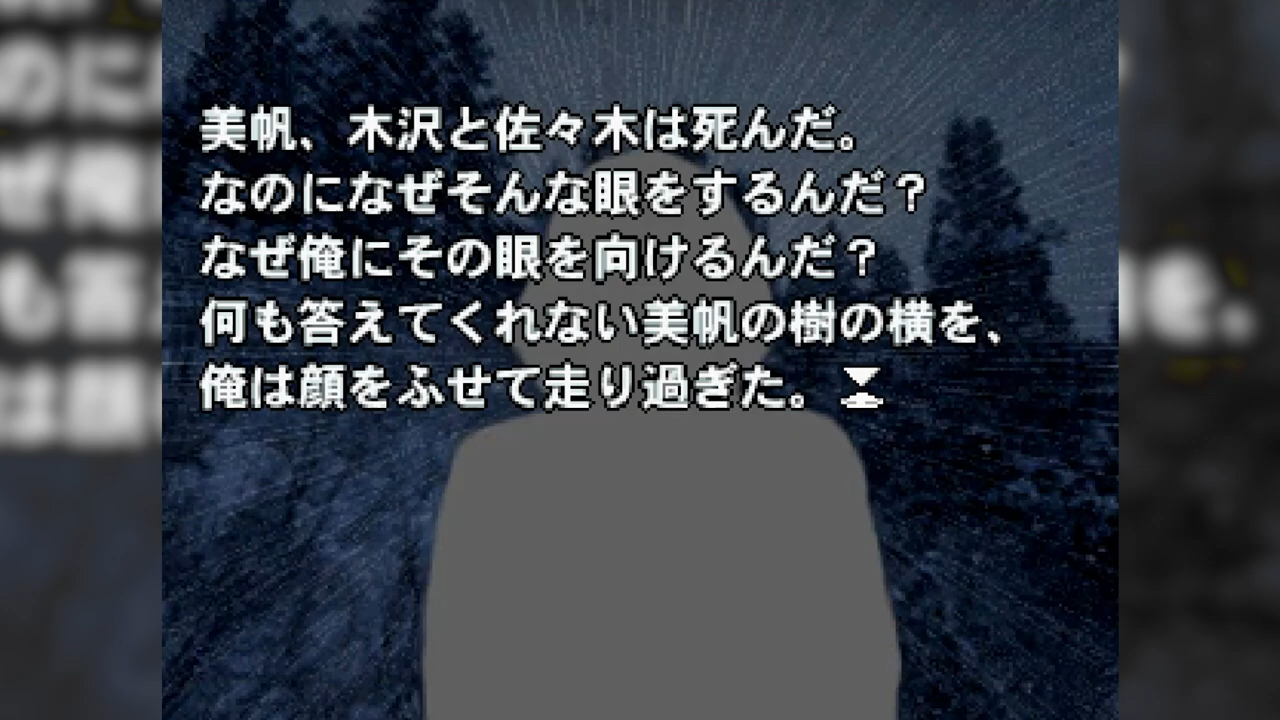 美帆、木沢と佐々木は死んだ。
なのになぜそんな眼をするんだ？
なぜ俺にその眼を向けるんだ？
何も答えてくれない美帆の樹の横を、
俺は顔をふせて走り過ぎた。